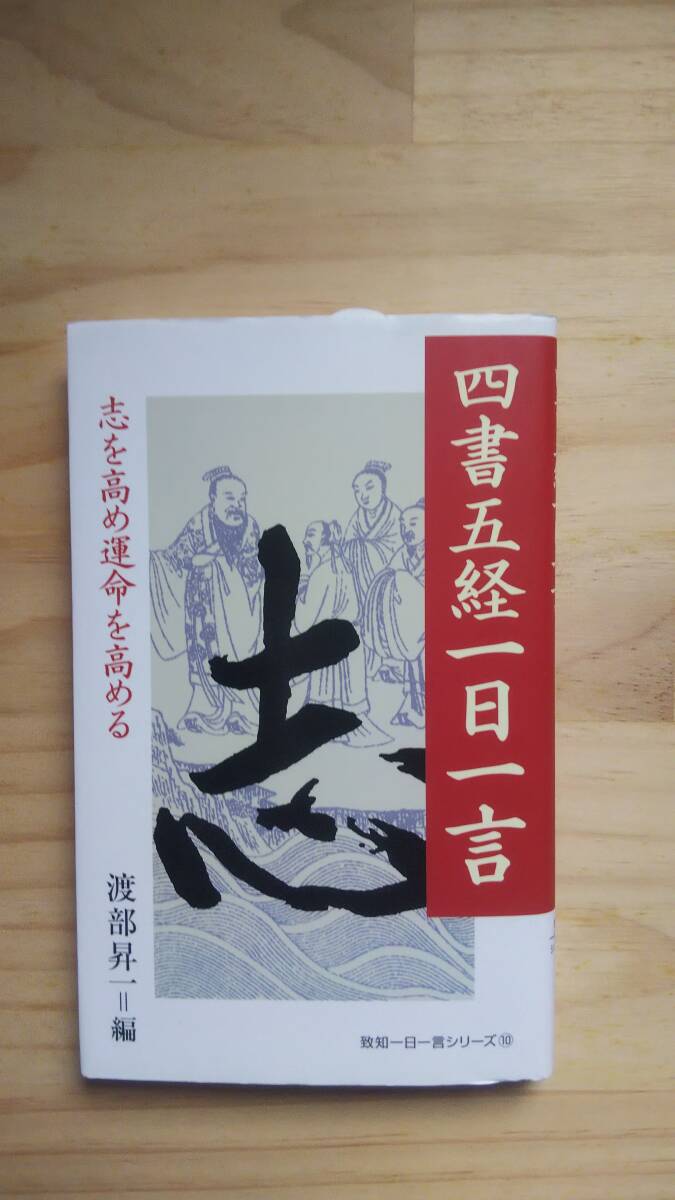 四書五経一日一言
志
志を高め運命を高める
渡部昇一=編
致知一日一言シリーズ⑩